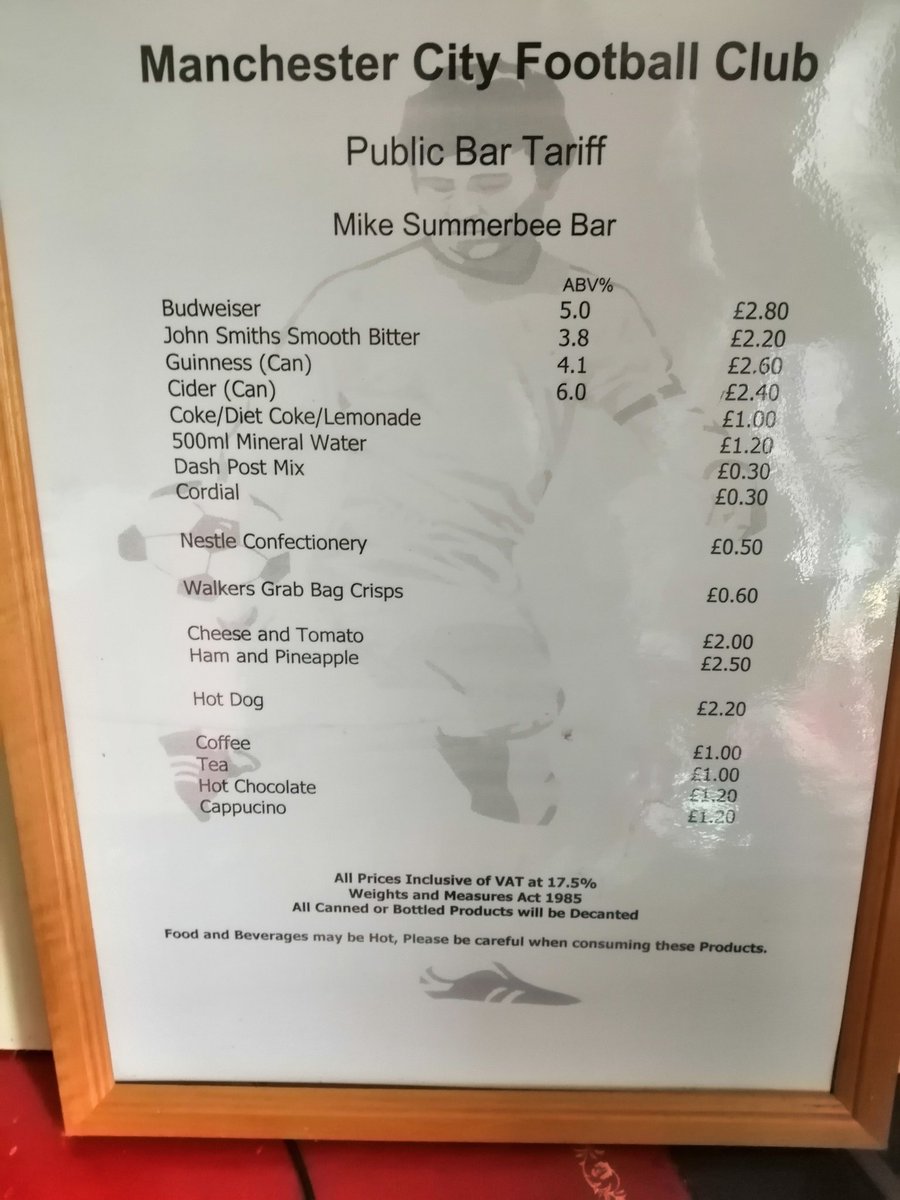 Manchester City Football Club
Public Bar Tariff
Mike Summerbee Bar
ABV%
Budweiser 5.0 £2.80
John Smiths Smooth Bitter 3.8 £2.20
Guinness (Can) 4.1 £2.60
Cider (Can) 6.0 £2.40
Coke/Diet Coke/Lemonade £1.00
500ml Mineral Water £1.20
Dash Post Mix £0.30
Cordial £0.30
Nestle Confectionery £0.50
Walkers Grab Bag Crisps £0.60
Cheese and Tomato £2.00
Ham and Pineapple £2.50
Hot Dog £2.20
Coffee £1.00
Tea £1.00
Hot Chocolate £1.20
Cappucino £1.20
All Prices Inclusive of VAT at 17.5%
Weights and Measures Act 1985
All Canned or Bottled Products will be Decanted
Food and Beverages may be Hot, Please be careful when consuming these Products.